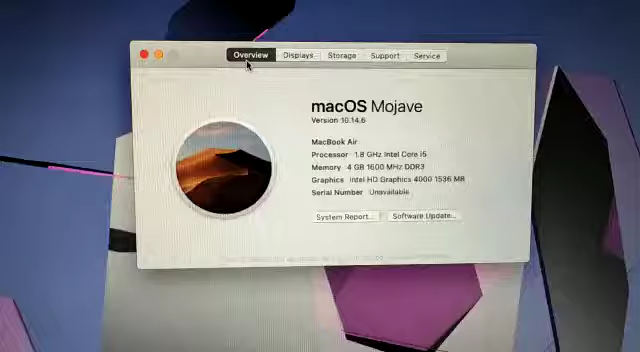 Overview Displays Storage Support Service
macOS Mojave
Version 10.14.6
MacBook Air
Processor 1.8 GHz Intel Core i5
Memory 4 GB 1600 MHz DDR3
Graphics Intel HD Graphics 4000 1536 MB
Serial Number Unavailable
System Report... Software Update...